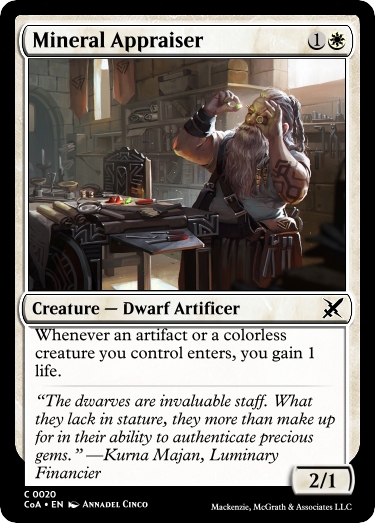 Mineral Appraiser 1
Creature — Dwarf Artificer
Whenever an artifact or a colorless
creature you control enters, you gain 1
life.
“The dwarves are invaluable staff. What
they lack in stature, they more than make up
for in their ability to authenticate precious
gems.” —Kurna Majan, Luminary
Financier
2/1
C 0020
CoA • EN Annadel Cinco
Mackenzie, McGrath & Associates LLC